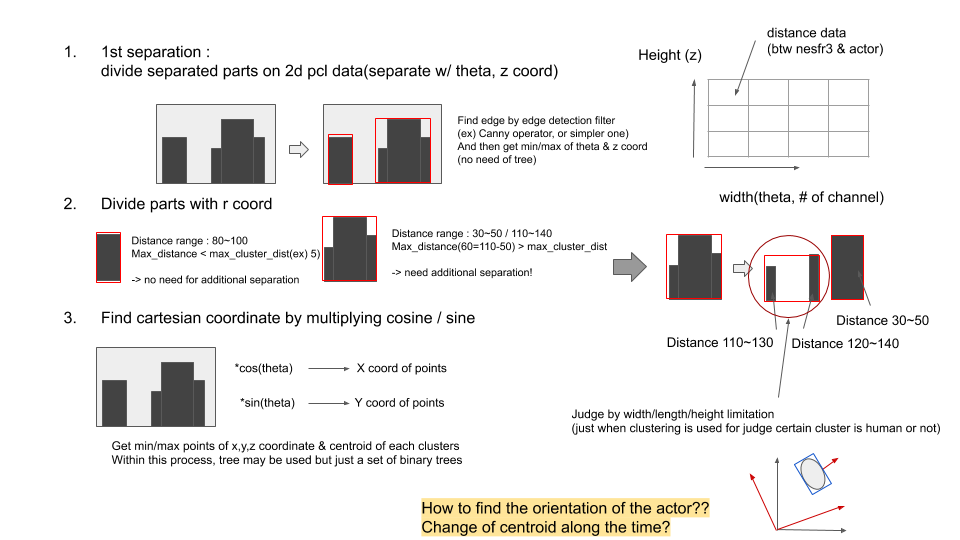 1. 1st separation :
divide separated parts on 2d pcl data(separate w/ theta, z coord)
Find edge by edge detection filter
(ex) Canny operator, or simpler one)
And then get min/max of theta & z coord
(no need of tree)
distance data
(btw nesfr3 & actor)
Height (z)
width(theta, # of channel)
2. Divide parts with r coord
Distance range : 80~100
Max_distance < max_cluster_dist(ex) 5)
-> no need for additional separation
Distance range : 30~50 / 110~140
Max_distance(60=110-50) > max_cluster_dist
-> need additional separation!
Distance 30~50
Distance 110~130
Distance 120~140
3. Find cartesian coordinate by multiplying cosine / sine
*cos(theta)
X coord of points
*sin(theta)
Y coord of points
Get min/max points of x,y,z coordinate & centroid of each clusters
Within this process, tree may be used but just a set of binary trees
Judge by width/length/height limitation
(just when clustering is used for judge certain cluster is human or not)
How to find the orientation of the actor??
Change of centroid along the time?